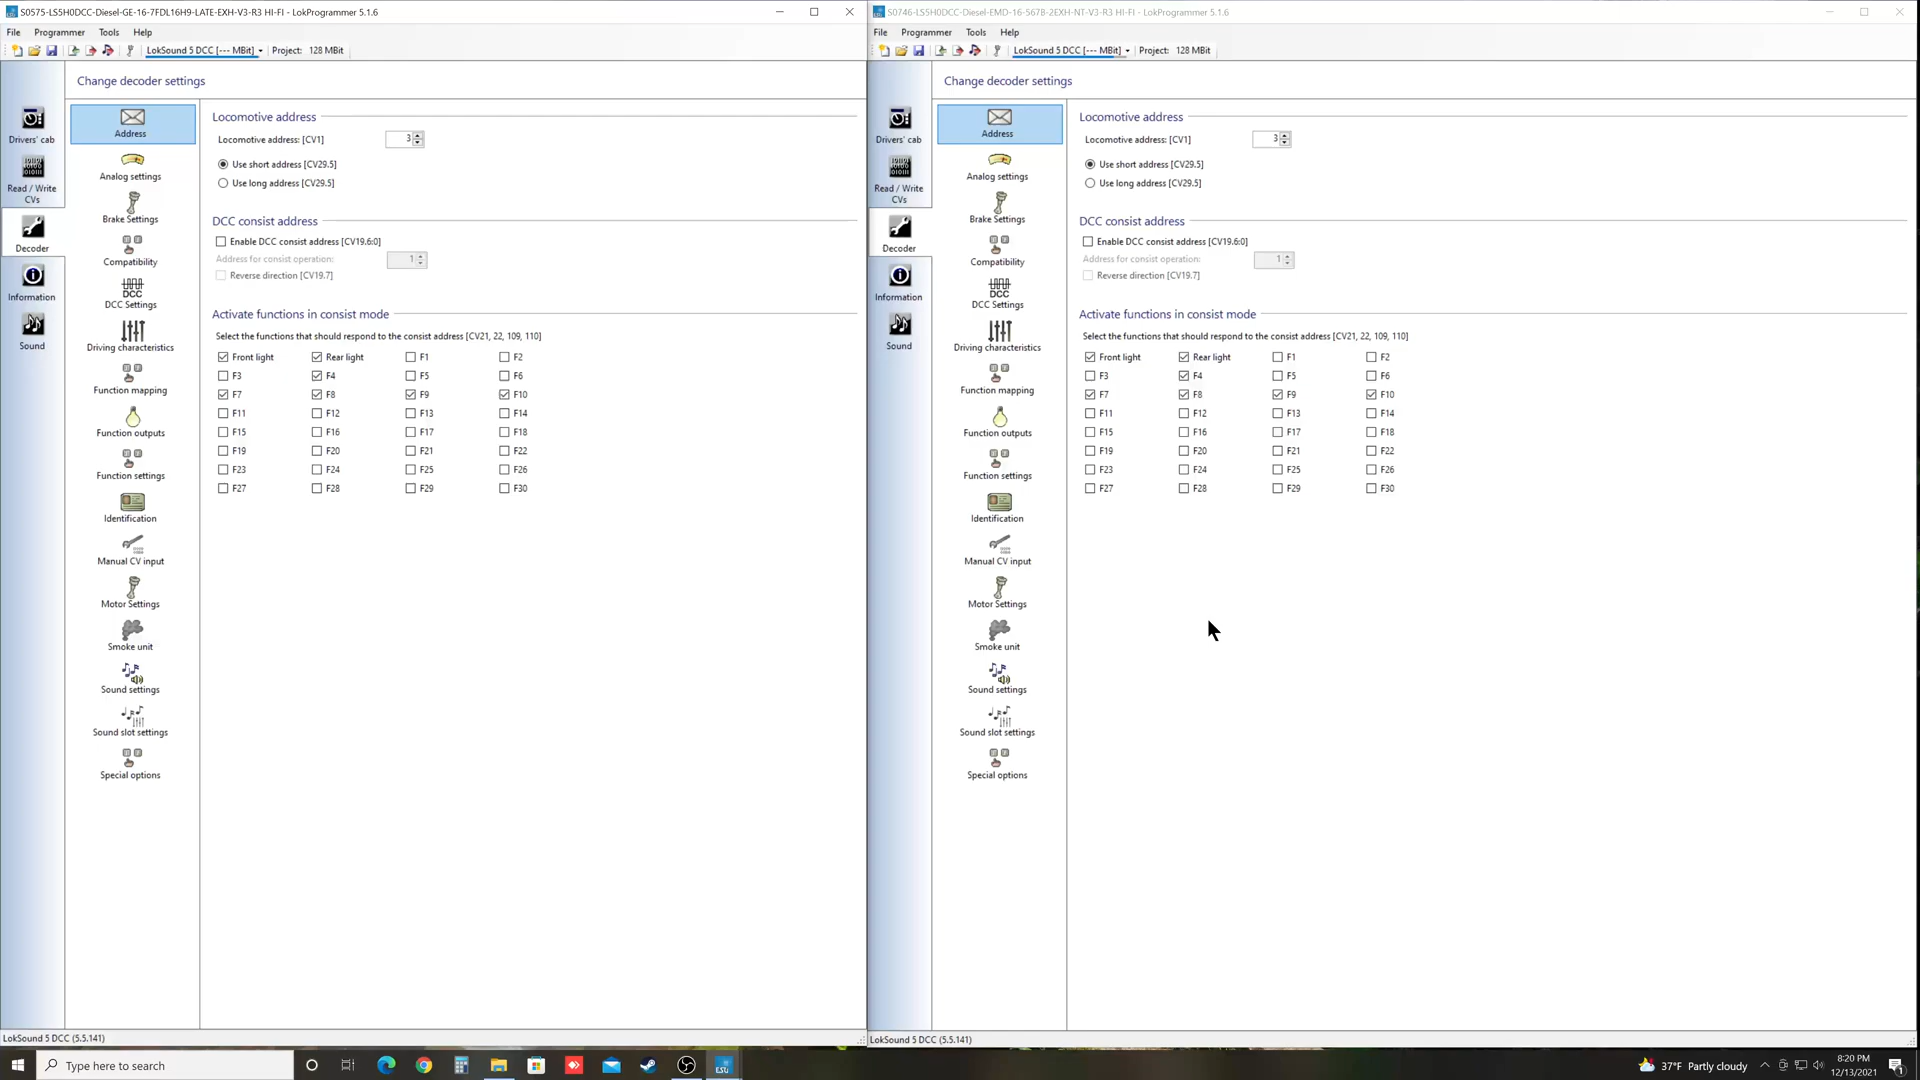 S0575-LS5H0DCC-Diesel-GE-16-7FDL16H9-LATE-EXH-V3-R3 HI-FI - LokProgrammer 5.1.6
File Programmer Tools Help
LokSound 5 DCC [--- MBit] Project: 128 MBit
Change decoder settings
Drivers' cab
Read / Write
CVs
Decoder
Information
Sound
Address
Analog settings
Brake Settings
Compatibility
DCC
DCC Settings
Driving characteristics
Function mapping
Function outputs
Function settings
Identification
Manual CV input
Motor Settings
Smoke unit
Sound settings
Sound slot settings
Special options
Locomotive address
Locomotive address: [CV1] 3
Use short address [CV29.5]
Use long address [CV29.5]
DCC consist address
Enable DCC consist address [CV19.6:0]
Address for consist operation: 1
Reverse direction [CV19.7]
Activate functions in consist mode
Select the functions that should respond to the consist address [CV21, 22, 109, 110]
Front light Rear light F1 F2
F3 F4 F5 F6
F7 F8 F9 F10
F11 F12 F13 F14
F15 F16 F17 F18
F19 F20 F21 F22
F23 F24 F25 F26
F27 F28 F29 F30
LokSound 5 DCC (5.5.141)
S0746-LS5H0DCC-Diesel-EMD-16-567B-2EXH-NT-V3-R3 HI-FI - LokProgrammer 5.1.6
File Programmer Tools Help
LokSound 5 DCC [--- MBit] Project: 128 MBit
Change decoder settings
Drivers' cab
Read / Write
CVs
Decoder
Information
Sound
Address
Analog settings
Brake Settings
Compatibility
DCC
DCC Settings
Driving characteristics
Function mapping
Function outputs
Function settings
Identification
Manual CV input
Motor Settings
Smoke unit
Sound settings
Sound slot settings
Special options
Locomotive address
Locomotive address: [CV1] 3
Use short address [CV29.5]
Use long address [CV29.5]
DCC consist address
Enable DCC consist address [CV19.6:0]
Address for consist operation: 1
Reverse direction [CV19.7]
Activate functions in consist mode
Select the functions that should respond to the consist address [CV21, 22, 109, 110]
Front light Rear light F1 F2
F3 F4 F5 F6
F7 F8 F9 F10
F11 F12 F13 F14
F15 F16 F17 F18
F19 F20 F21 F22
F23 F24 F25 F26
F27 F28 F29 F30
LokSound 5 DCC (5.5.141)
Type here to search
37°F Partly cloudy
8:20 PM
12/13/2021